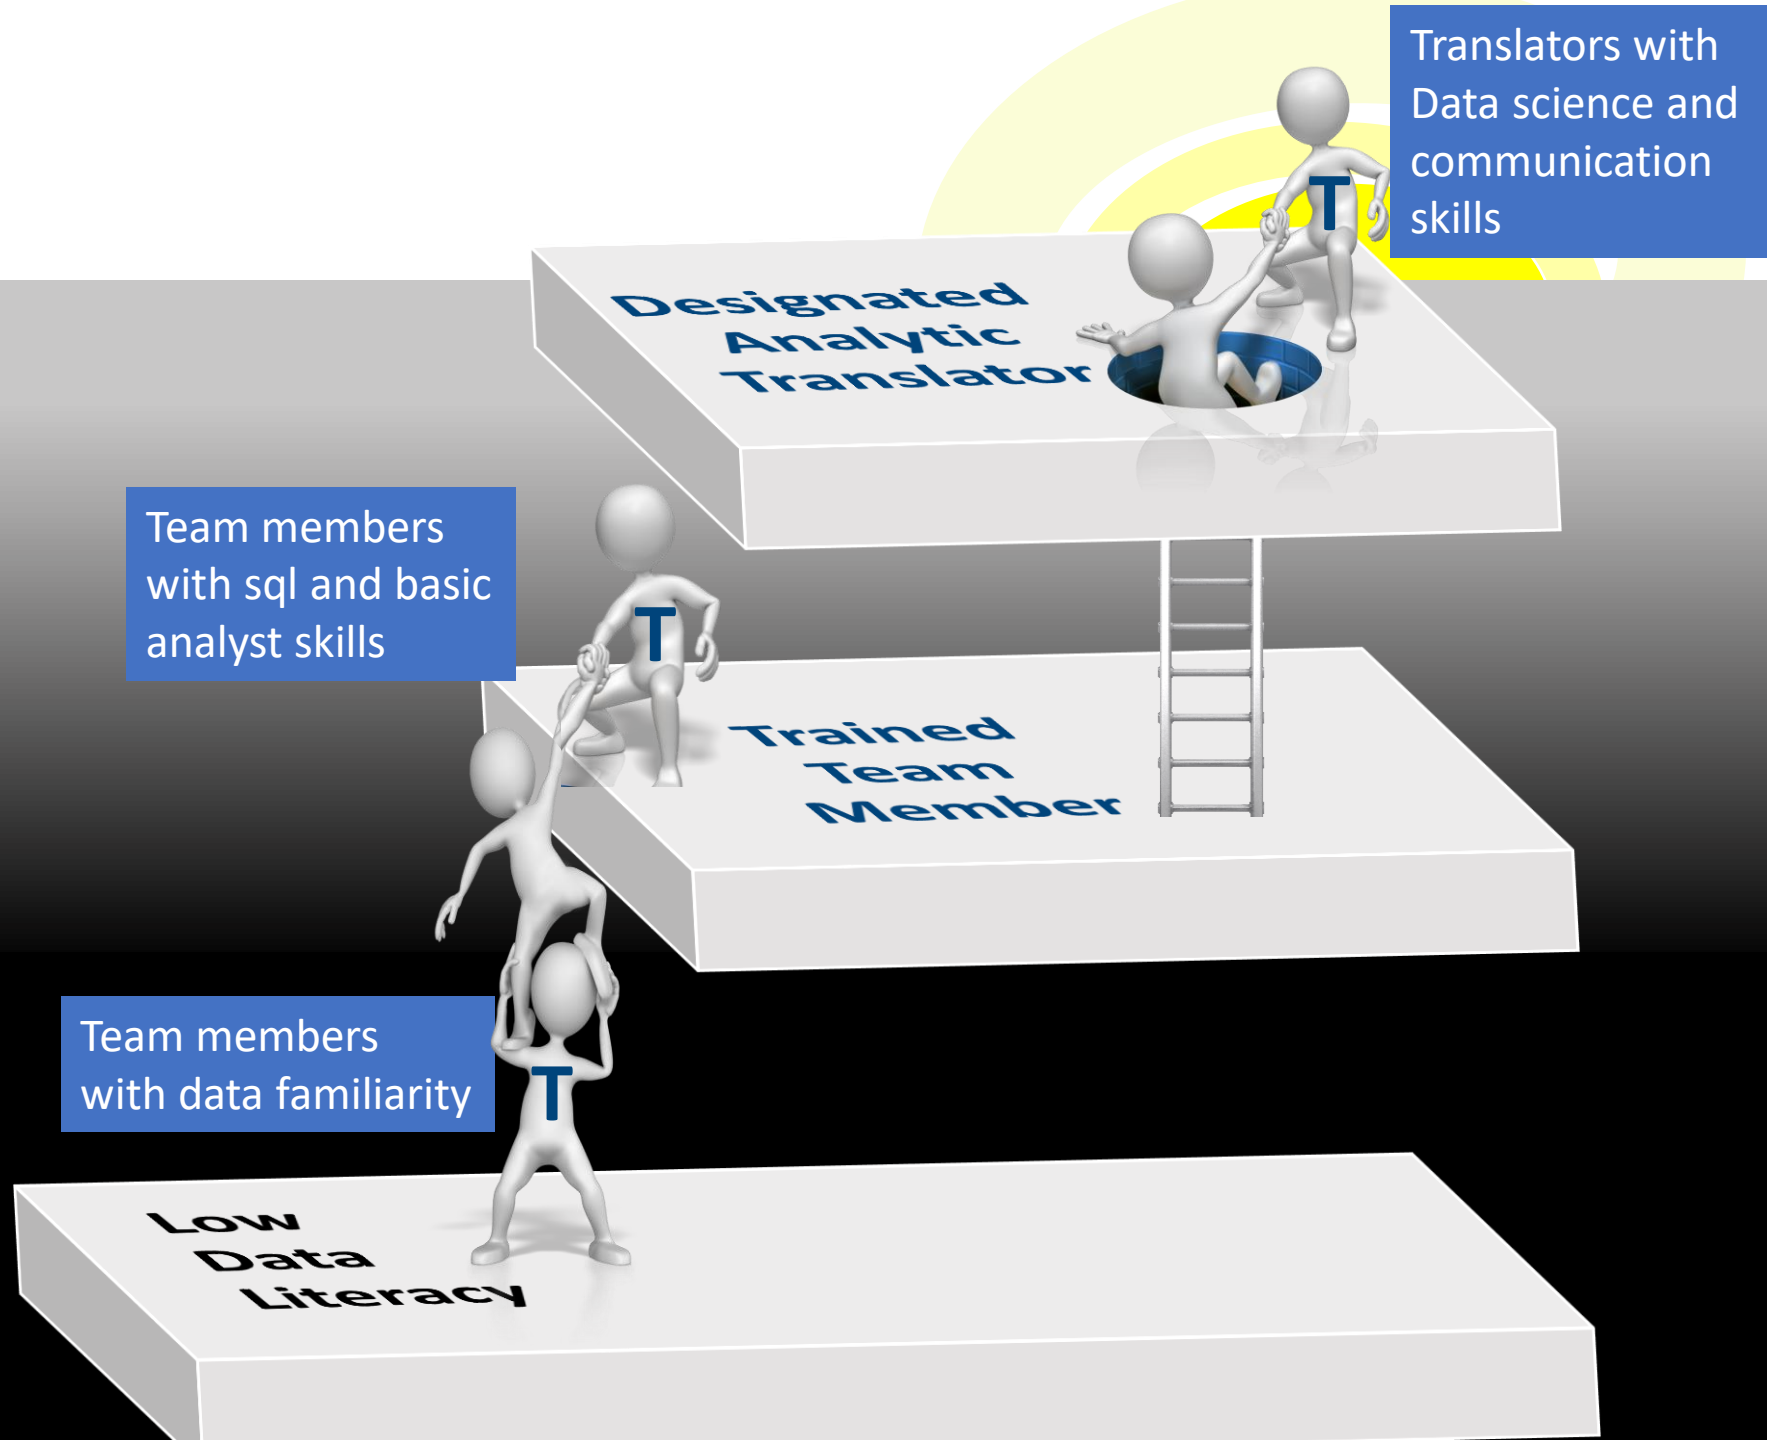 Translators with
Data science and
communication
skills
T
Designated
Analytic
Translator
Team members
with sql and basic
analyst skills
T
Trained
Team
Member
Team members
with data familiarity
T
Low
Data
Literacy